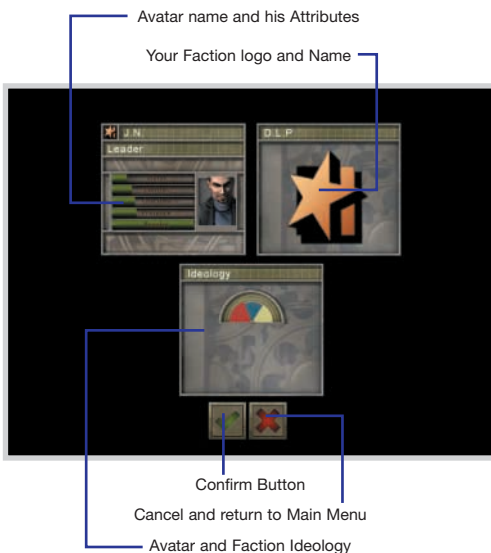 Avatar name and his Attributes
Your Faction logo and Name
J.N.
D.L.P
Leader
Ideology
Confirm Button
Cancel and return to Main Menu
Avatar and Faction Ideology